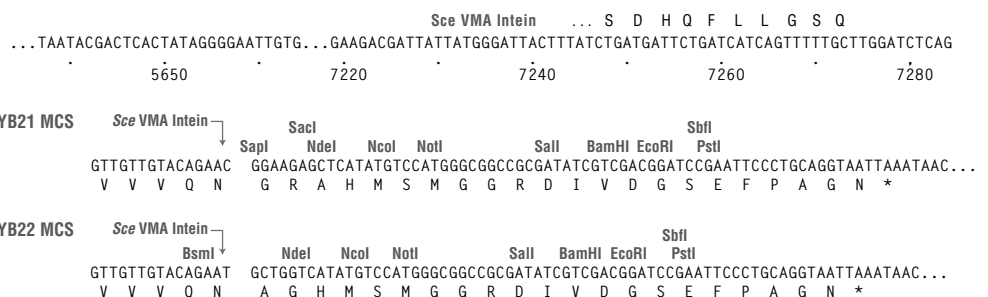 Sce VMA Intein ... S D H Q F L L G S Q
...TAATACGACTCACTATAGGGGAATTGTG...GAAGACGATTATTATGGGATTACTTTATCTGATGATTCTGATCATCAGTTTTTGCTTGGATCTCAG
5650 7220 7240 7260 7280
YB21 MCS Sce VMA Intein
SacI SbfI
SapI NdeI NcoI NotI SalI BamHI EcoRI PstI
GTTGTTGTACAGAAC GGAAGAGCTCATATGTCCATGGGCGGCCGCGATATCGTCGACGGATCCGAATTCCCTGCAGGTAATTAAATAAC...
V V V Q N G R A H M S M G G R D I V D G S E F P A G N *
YB22 MCS Sce VMA Intein
SbfI
BsmI NdeI NcoI NotI SalI BamHI EcoRI PstI
GTTGTTGTACAGAAT GCTGGTCATATGTCCATGGGCGGCCGCGATATCGTCGACGGATCCGAATTCCCTGCAGGTAATTAAATAAC...
V V V Q N A G H M S M G G R D I V D G S E F P A G N *